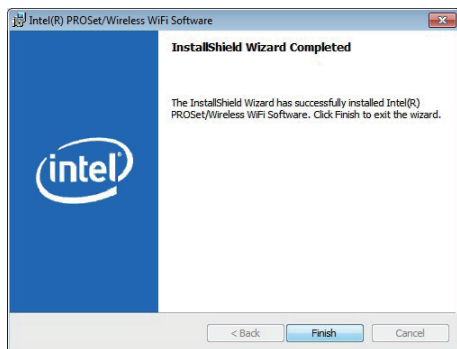 Intel(R) PROSet/Wireless WiFi Software
InstallShield Wizard Completed
The InstallShield Wizard has successfully installed Intel(R)
PROSet/Wireless WiFi Software. Click Finish to exit the wizard.
intel
< Back
Finish
Cancel